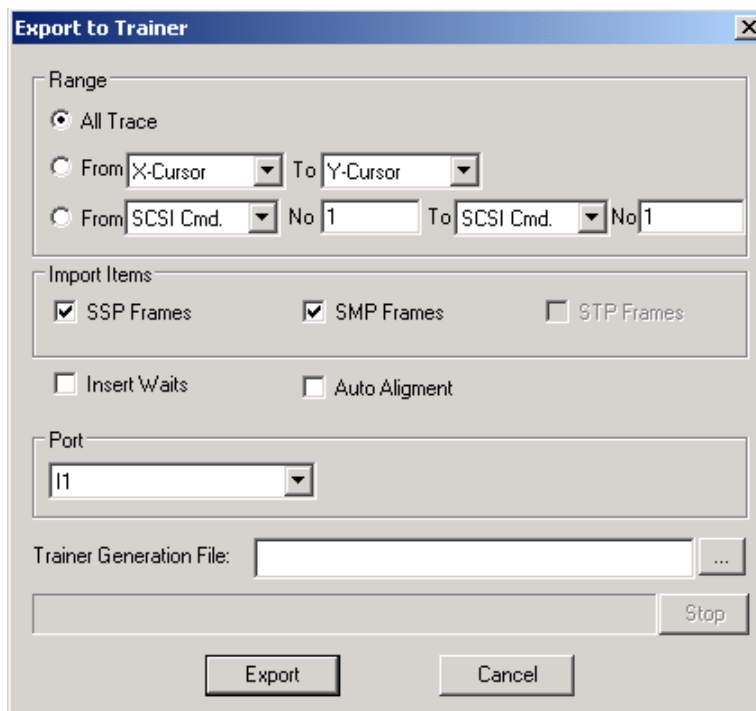 Export to Trainer
Range
All Trace
From X-Cursor To Y-Cursor
From SCSI Cmd. No 1 To SCSI Cmd. No 1
Import Items
SSP Frames SMP Frames STP Frames
Insert Waits Auto Aligment
Port
I1
Trainer Generation File: ...
Stop
Export Cancel